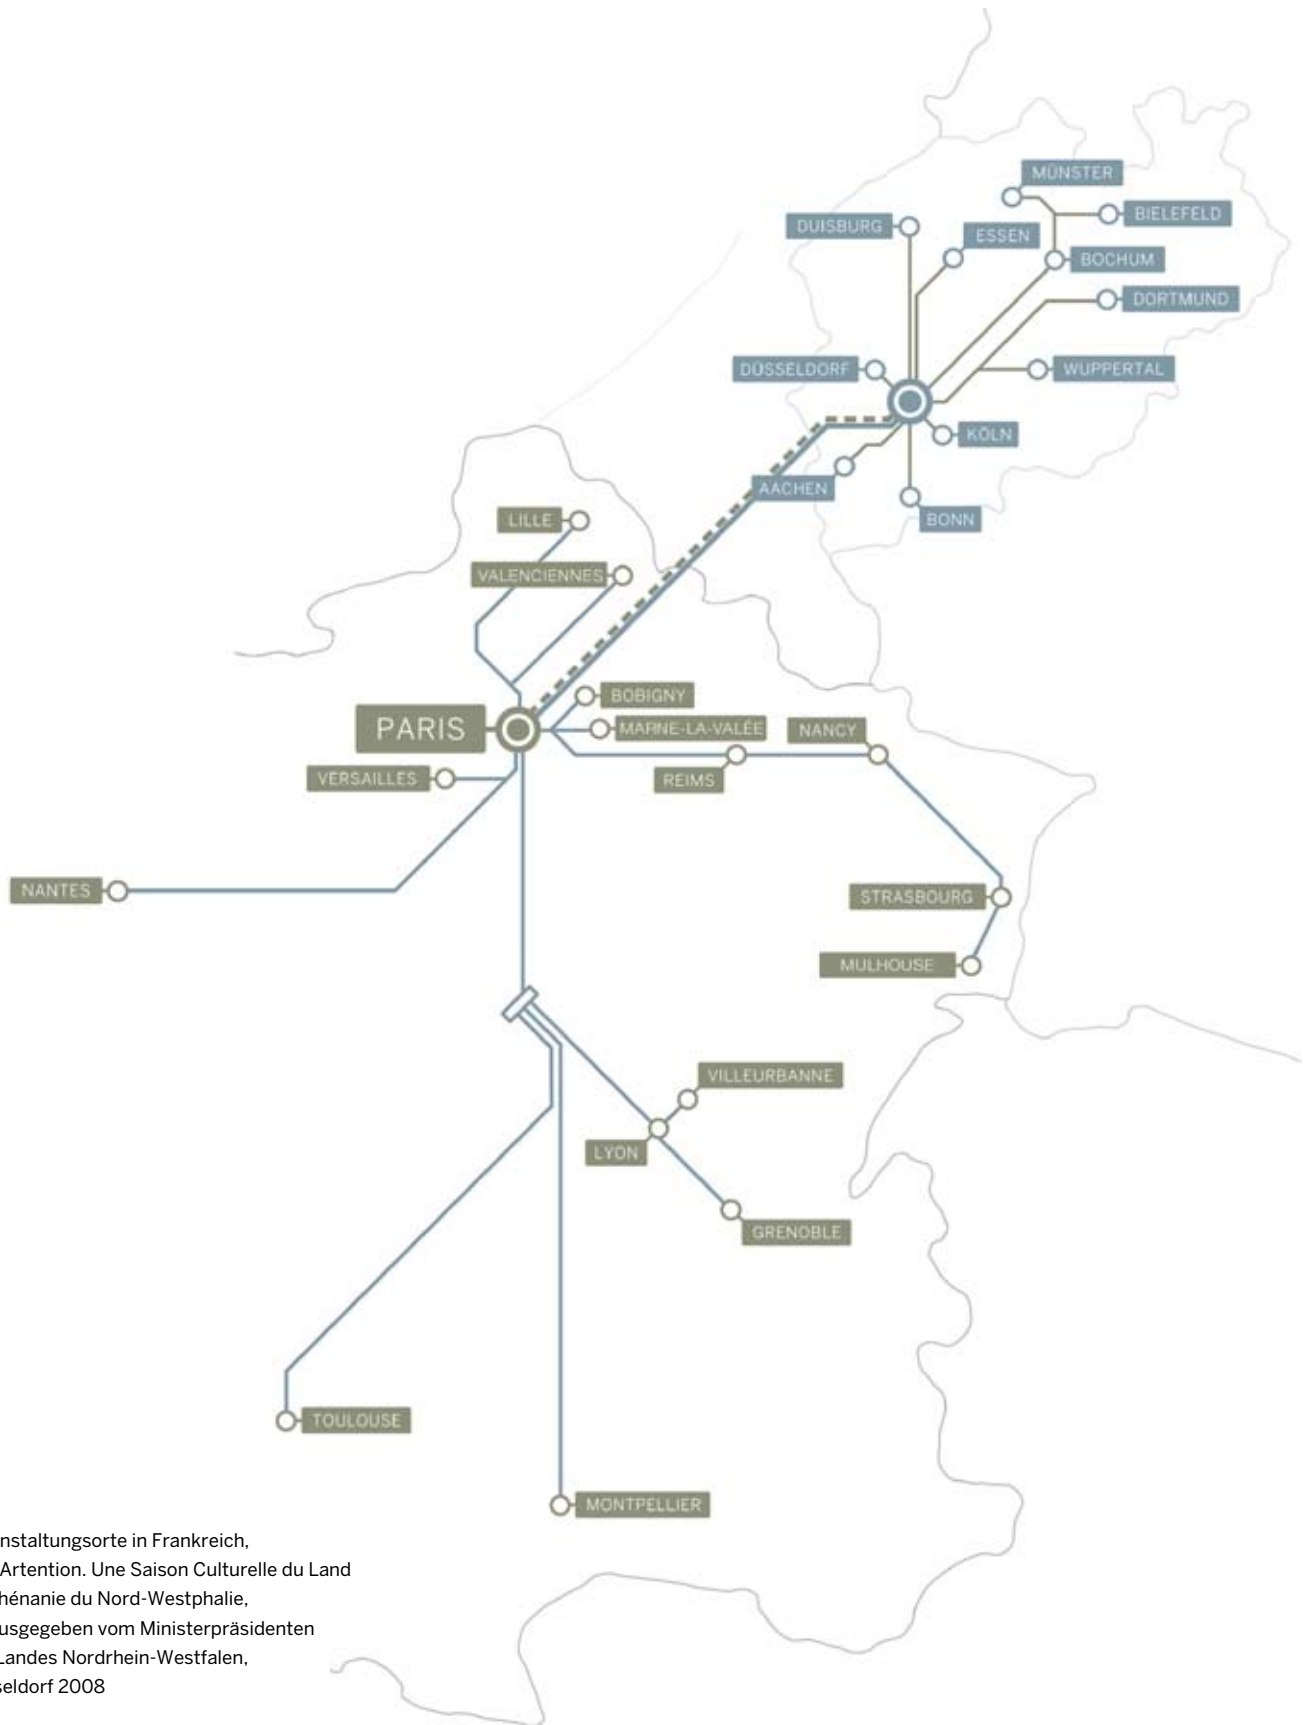 MÜNSTER
BIELEFELD
DUISBURG
ESSEN
BOCHUM
DORTMUND
DÜSSELDORF
WUPPERTAL
KÖLN
AACHEN
BONN
LILLE
VALENCIENNES
BOBIGNY
PARIS
MARNE-LA-VALÉE
NANCY
VERSAILLES
REIMS
NANTES
STRASBOURG
MULHOUSE
VILLEURBANNE
LYON
GRENOBLE
TOULOUSE
MONTPELLIER
nstaltungsorte in Frankreich,
Artention. Une Saison Culturelle du Land
hénanie du Nord-Westphalie,
usgegeben vom Ministerpräsidenten
Landes Nordrhein-Westfalen,
seldorf 2008